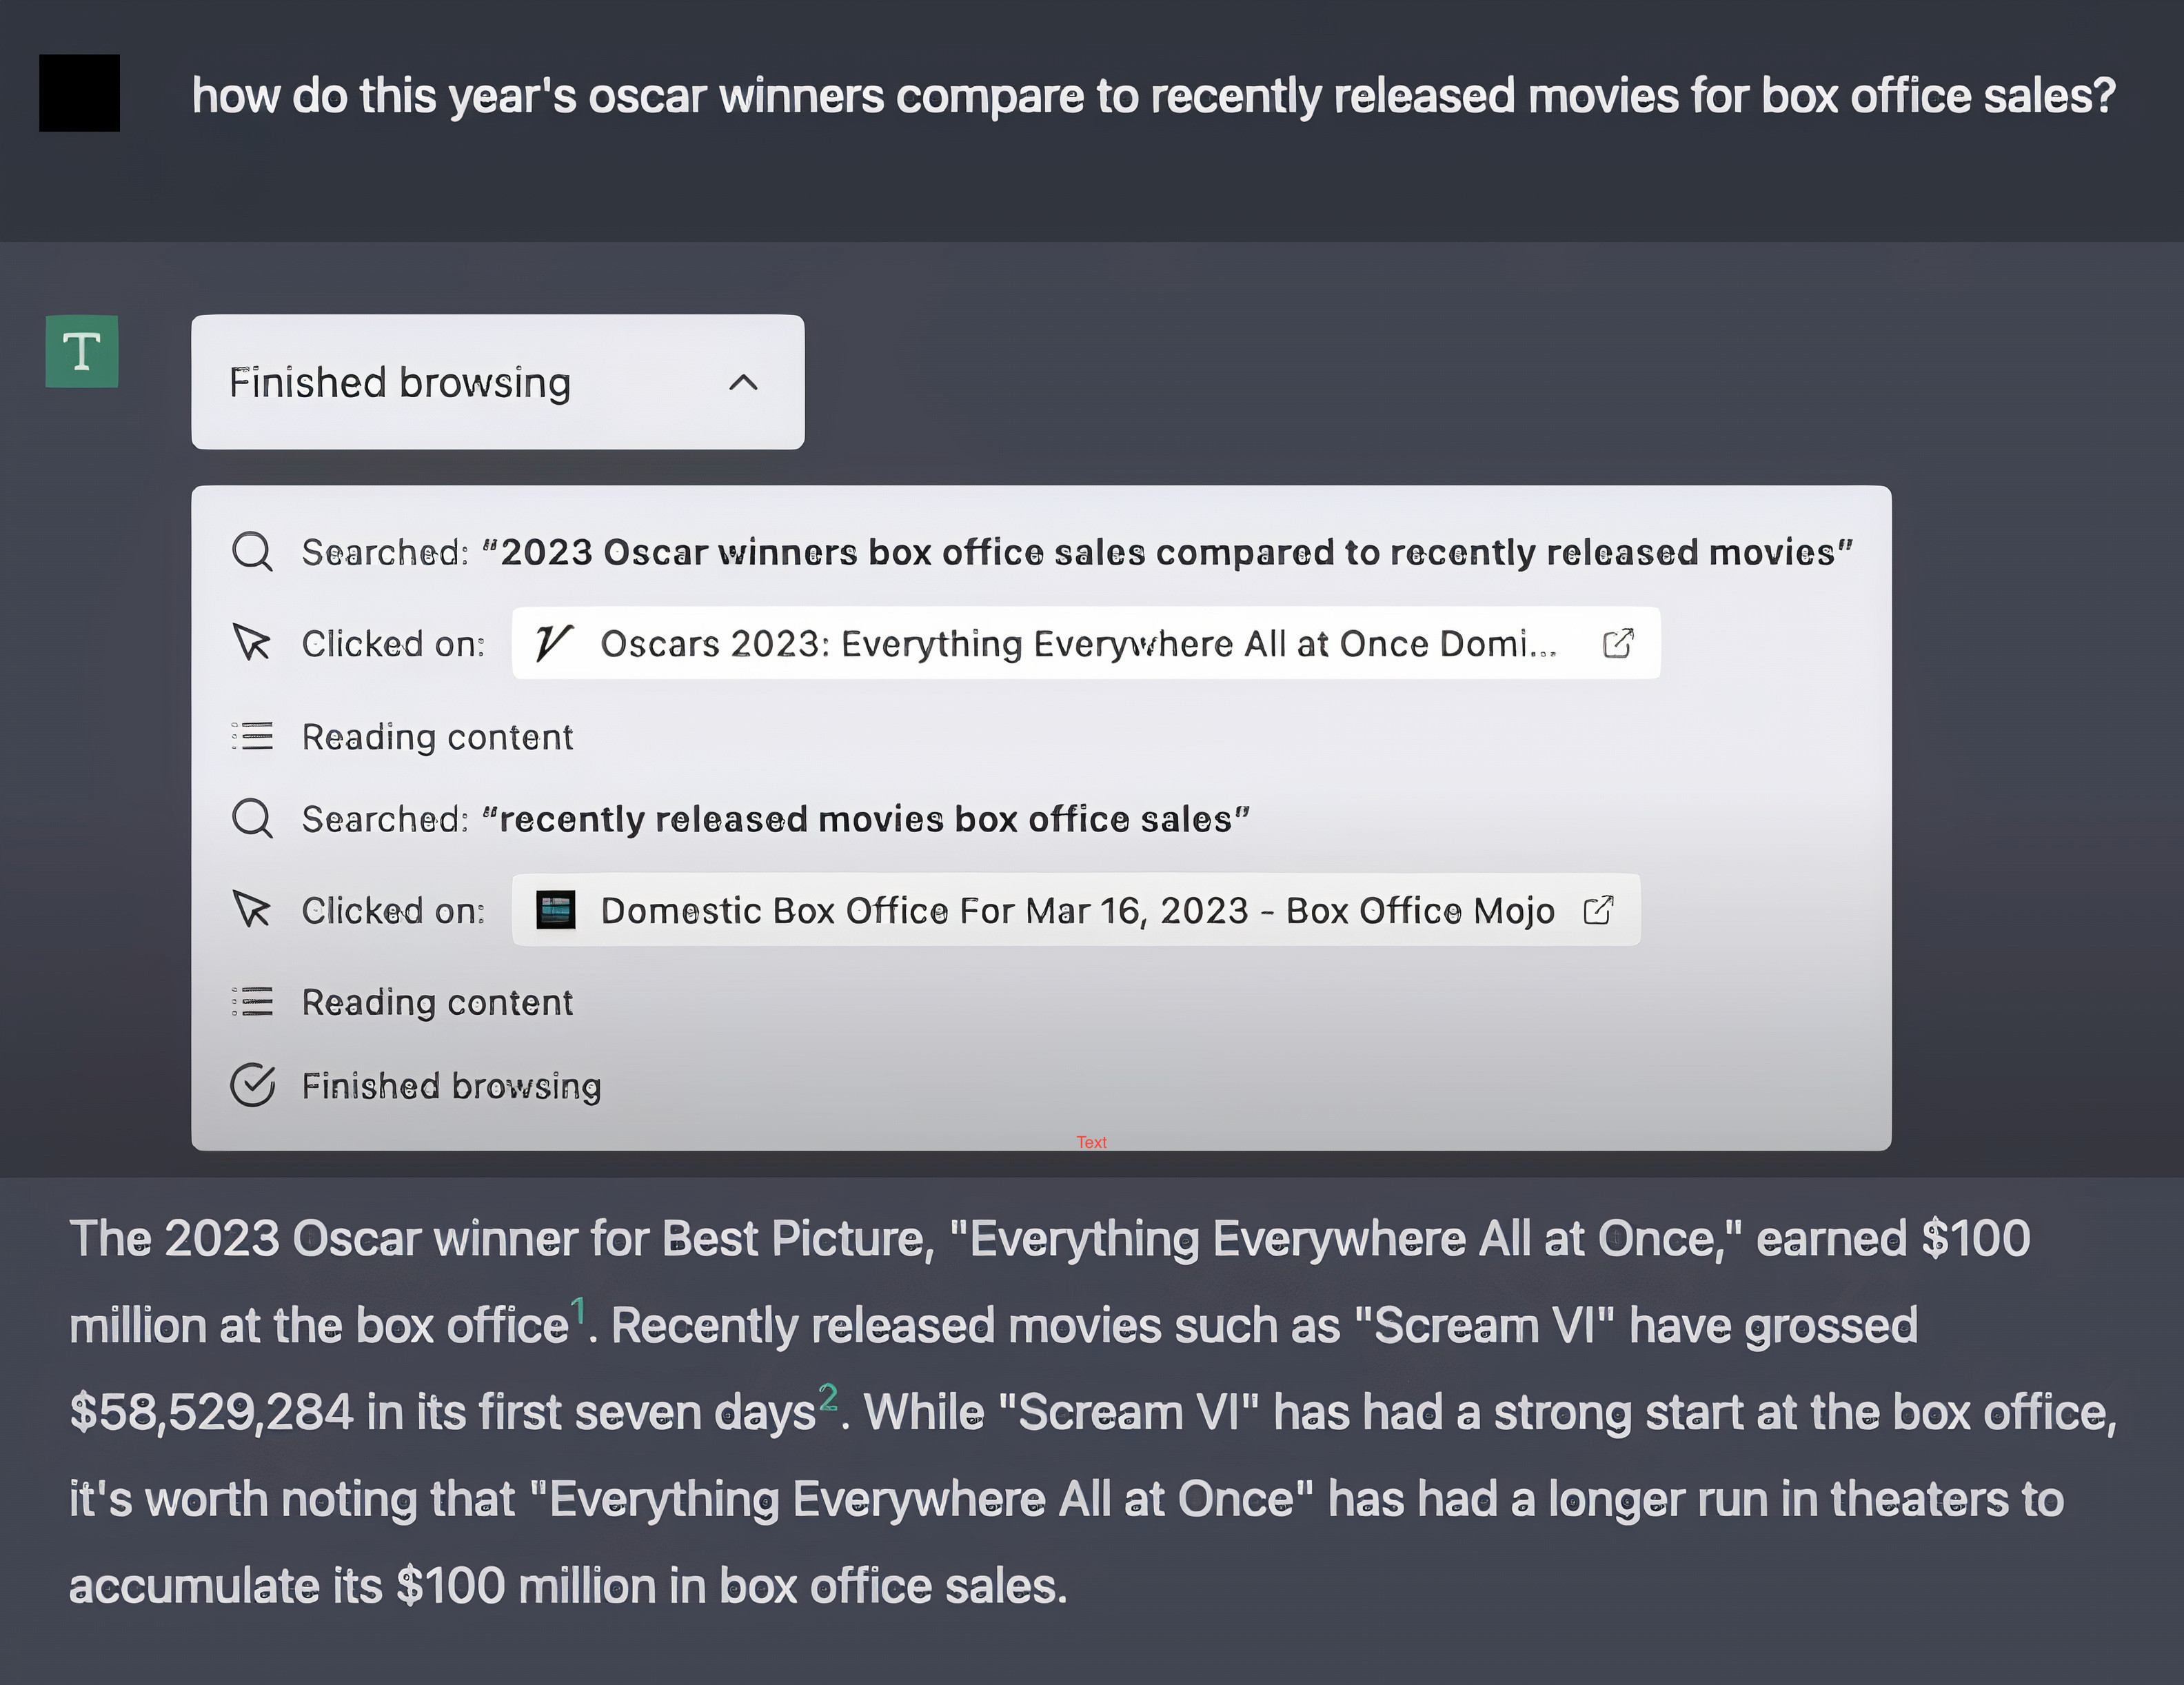 how do this year's oscar winners compare to recently released movies for box office sales?
T
Finished browsing
Searched: “2023 Oscar winners box office sales compared to recently released movies”
Clicked on: V Oscars 2023: Everything Everywhere All at Once Domi...
Reading content
Searched: “recently released movies box office sales”
Clicked on: Domestic Box Office For Mar 16, 2023 - Box Office Mojo
Reading content
Finished browsing
Text
The 2023 Oscar winner for Best Picture, "Everything Everywhere All at Once," earned $100
million at the box office1. Recently released movies such as "Scream VI" have grossed
$58,529,284 in its first seven days2. While "Scream VI" has had a strong start at the box office,
it's worth noting that "Everything Everywhere All at Once" has had a longer run in theaters to
accumulate its $100 million in box office sales.